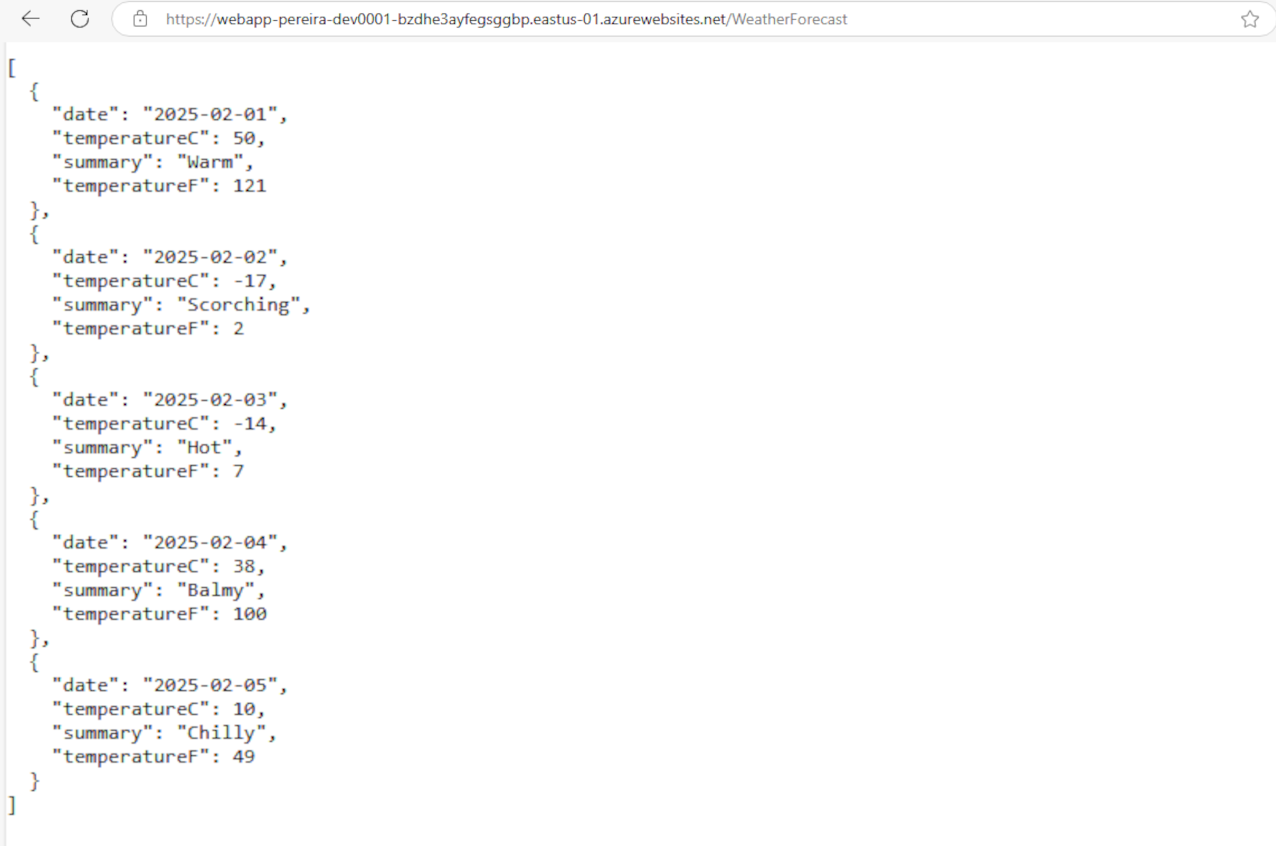 https://webapp-pereira-dev0001-bzdhe3ayfegsggbp.eastus-01.azurewebsites.net/WeatherForecast
[
  {
    "date": "2025-02-01",
    "temperatureC": 50,
    "summary": "Warm",
    "temperatureF": 121
  },
  {
    "date": "2025-02-02",
    "temperatureC": -17,
    "summary": "Scorching",
    "temperatureF": 2
  },
  {
    "date": "2025-02-03",
    "temperatureC": -14,
    "summary": "Hot",
    "temperatureF": 7
  },
  {
    "date": "2025-02-04",
    "temperatureC": 38,
    "summary": "Balmy",
    "temperatureF": 100
  },
  {
    "date": "2025-02-05",
    "temperatureC": 10,
    "summary": "Chilly",
    "temperatureF": 49
  }
]